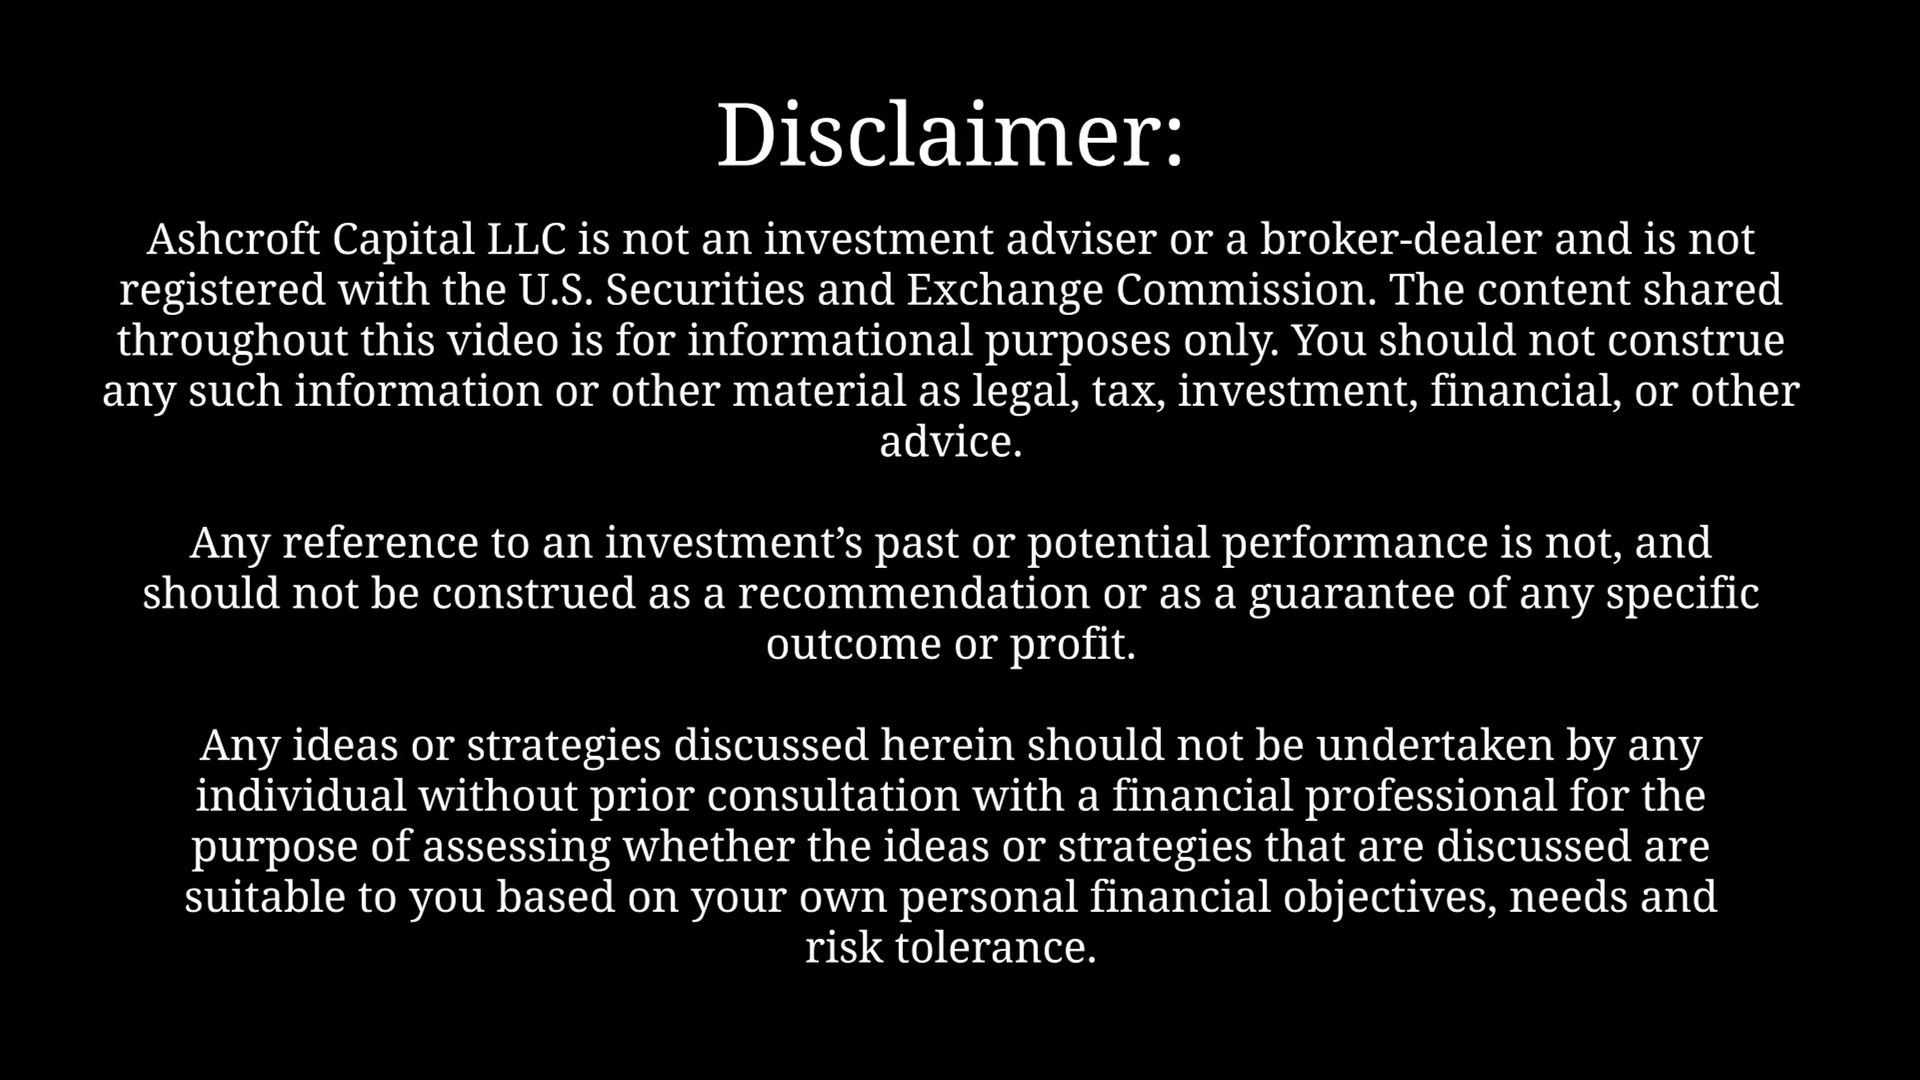 Disclaimer:
Ashcroft Capital LLC is not an investment adviser or a broker-dealer and is not
registered with the U.S. Securities and Exchange Commission. The content shared
throughout this video is for informational purposes only. You should not construe
any such information or other material as legal, tax, investment, financial, or other
advice.
Any reference to an investment’s past or potential performance is not, and
should not be construed as a recommendation or as a guarantee of any specific
outcome or profit.
Any ideas or strategies discussed herein should not be undertaken by any
individual without prior consultation with a financial professional for the
purpose of assessing whether the ideas or strategies that are discussed are
suitable to you based on your own personal financial objectives, needs and
risk tolerance.